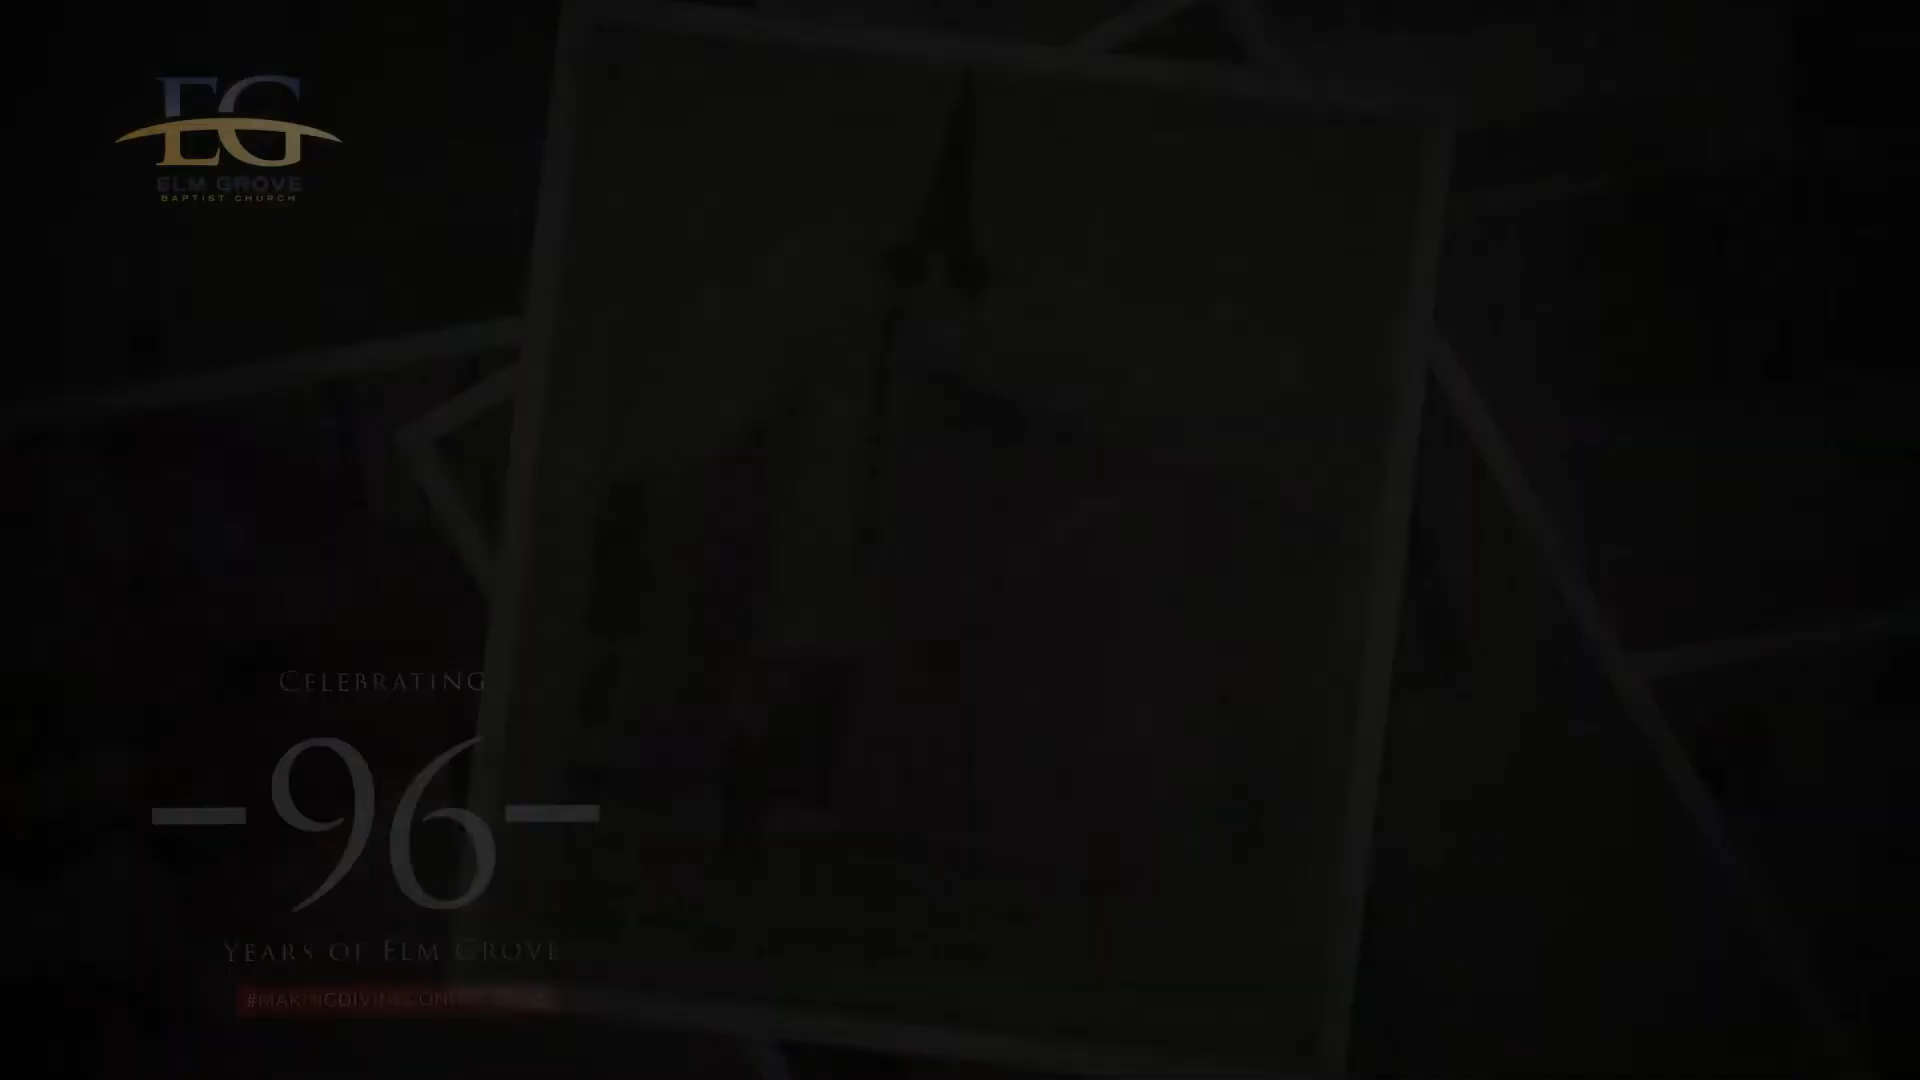 EG
ELM GROVE
BAPTIST CHURCH
CELEBRATING
-96-
YEARS OF ELM GROVE